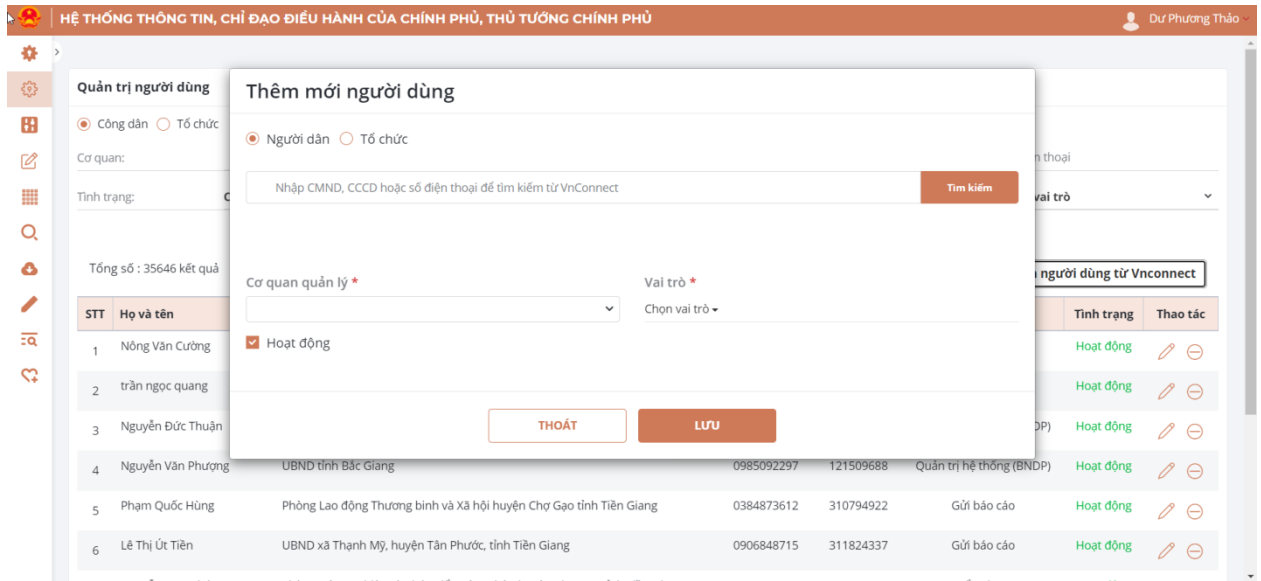 HỆ THỐNG THÔNG TIN, CHỈ ĐẠO ĐIỀU HÀNH CỦA CHÍNH PHỦ, THỦ TƯỚNG CHÍNH PHỦ
Dư Phương Thảo
Quản trị người dùng
Công dân Tổ chức
Cơ quan:
Tình trạng:
Thêm mới người dùng
Người dân Tổ chức
Nhập CMND, CCCD hoặc số điện thoại để tìm kiếm từ VnConnect Tìm kiếm
thoại
vai trò
Cơ quan quản lý * Vai trò *
Chọn vai trò
Hoạt động
THOÁT LƯU
Tổng số : 35646 kết quả
người dùng từ Vnconnect
STT Họ và tên Tình trạng Thao tác
1 Nông Văn Cường Hoạt động
2 trần ngọc quang Hoạt động
3 Nguyễn Đức Thuận Hoạt động
4 Nguyễn Văn Phượng UBND tỉnh Bắc Giang 0985092297 121509688 Quản trị hệ thống (BNDP) Hoạt động
5 Phạm Quốc Hùng Phòng Lao động Thương binh và Xã hội huyện Chợ Gạo tỉnh Tiền Giang 0384873612 310794922 Gửi báo cáo Hoạt động
6 Lê Thị Út Tiền UBND xã Thạnh Mỹ, huyện Tân Phước, tỉnh Tiền Giang 0906848715 311824337 Gửi báo cáo Hoạt động